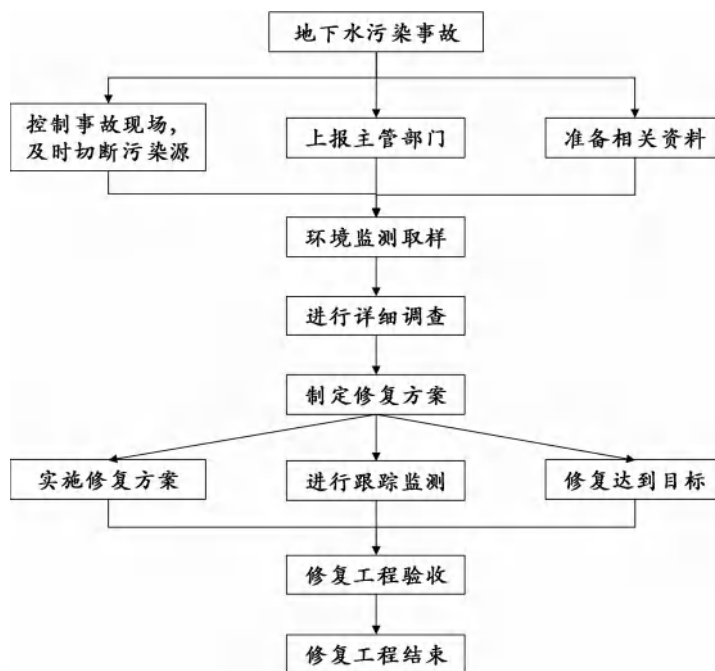 地下水污染事故
控制事故现场，
及时切断污染源
上报主管部门
准备相关资料
环境监测取样
进行详细调查
制定修复方案
实施修复方案
进行跟踪监测
修复达到目标
修复工程验收
修复工程结束